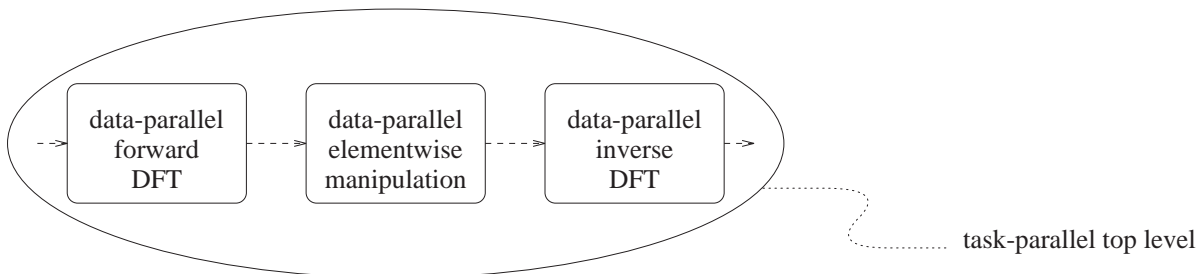 data-parallel
forward
DFT
data-parallel
elementwise
manipulation
data-parallel
inverse
DFT
task-parallel top level